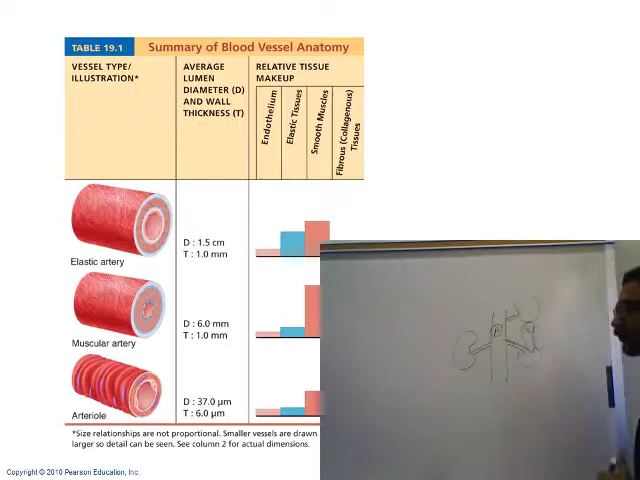 TABLE 19.1 Summary of Blood Vessel Anatomy
VESSEL TYPE/
ILLUSTRATION*
AVERAGE
LUMEN
DIAMETER (D)
AND WALL
THICKNESS (T)
RELATIVE TISSUE
MAKEUP
Endothelium
Elastic Tissues
Smooth Muscles
Fibrous (Collagenous)
Tissues
Elastic artery
D : 1.5 cm
T : 1.0 mm
Muscular artery
D : 6.0 mm
T : 1.0 mm
Arteriole
D : 37.0 µm
T : 6.0 µm
*Size relationships are not proportional. Smaller vessels are drawn
larger so detail can be seen. See column 2 for actual dimensions.
Copyright © 2010 Pearson Education, Inc.